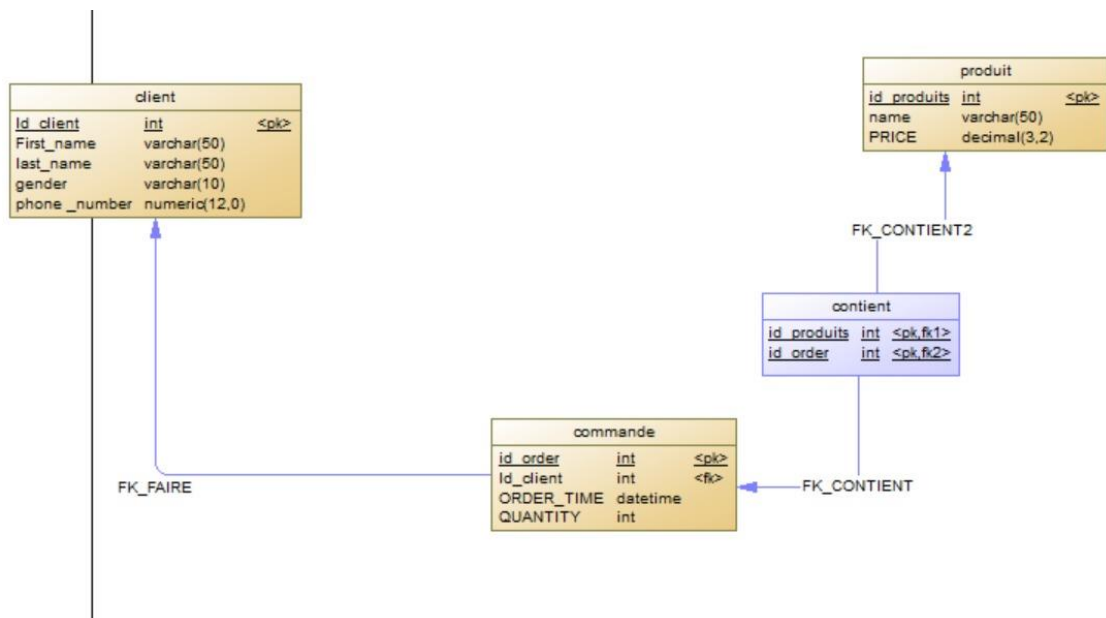 client
Id_client int <pk>
First_name varchar(50)
last_name varchar(50)
gender varchar(10)
phone _number numeric(12,0)
produit
id_produits int <pk>
name varchar(50)
PRICE decimal(3,2)
FK_CONTIENT2
contient
id_produits int <pk,fk1>
id_order int <pk,fk2>
commande
id_order int <pk>
Id_client int <fk>
ORDER_TIME datetime
QUANTITY int
FK_FAIRE
FK_CONTIENT